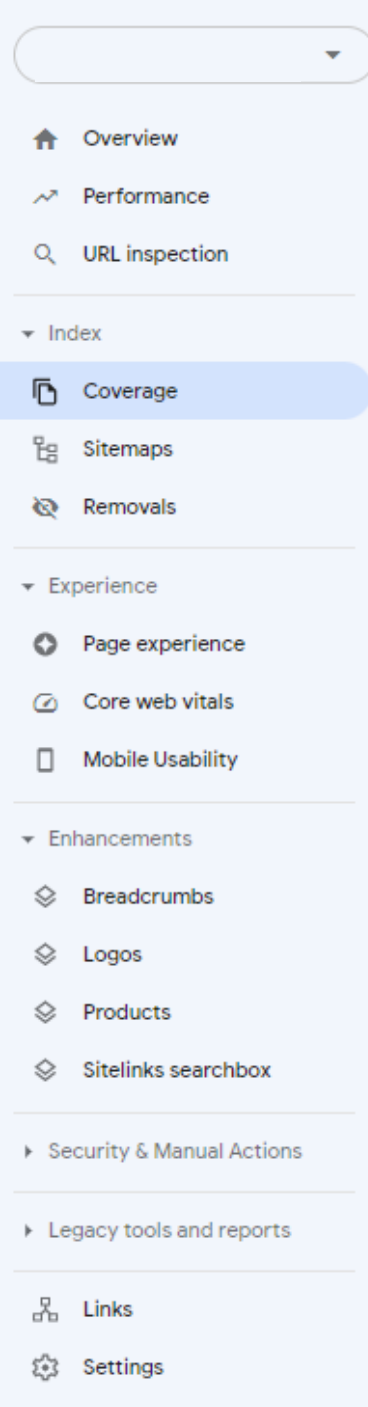 Overview
Performance
URL inspection
Index
Coverage
Sitemaps
Removals
Experience
Page experience
Core web vitals
Mobile Usability
Enhancements
Breadcrumbs
Logos
Products
Sitelinks searchbox
Security & Manual Actions
Legacy tools and reports
Links
Settings